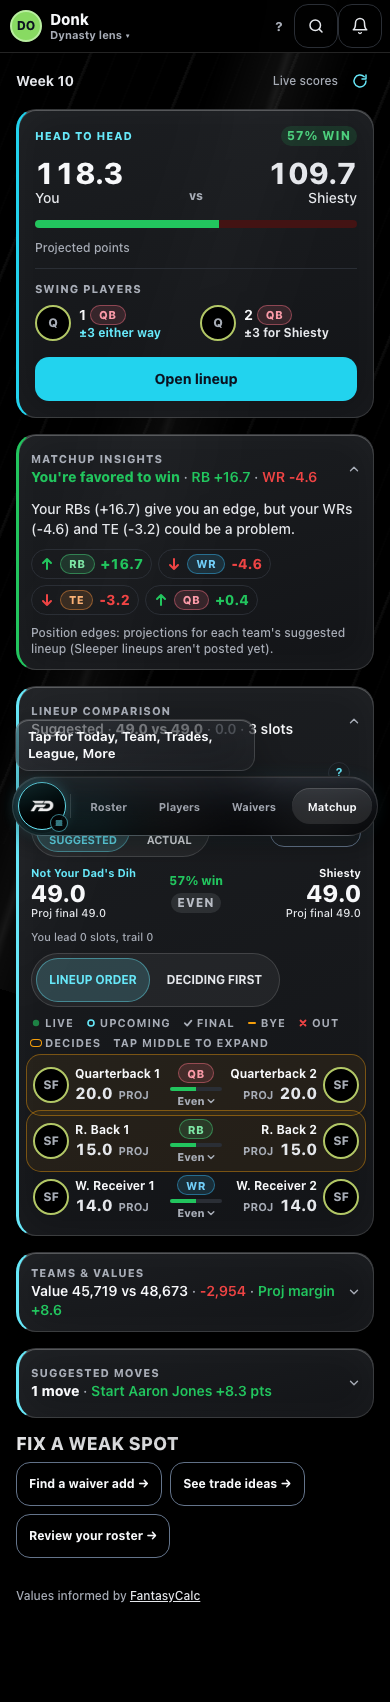 DO
Donk
Dynasty lens ▾
?
Week 10
Live scores
HEAD TO HEAD
57% WIN
118.3
109.7
You
vs
Shiesty
Projected points
SWING PLAYERS
Q
1 QB
±3 either way
Q
2 QB
±3 for Shiesty
Open lineup
MATCHUP INSIGHTS
You're favored to win · RB +16.7 · WR -4.6
Your RBs (+16.7) give you an edge, but your WRs
(-4.6) and TE (-3.2) could be a problem.
↑ RB +16.7
↓ WR -4.6
↓ TE -3.2
↑ QB +0.4
Position edges: projections for each team's suggested
lineup (Sleeper lineups aren't posted yet).
LINEUP COMPARISON
Suggested · 49.0 vs 49.0 · 0.0 · 3 slots
Tap for Today, Team, Trades,
League, More
?
FD
Roster
Players
Waivers
Matchup
SUGGESTED
ACTUAL
Not Your Dad's Dih
57% win
Shiesty
49.0
EVEN
49.0
Proj final 49.0
Proj final 49.0
You lead 0 slots, trail 0
LINEUP ORDER
DECIDING FIRST
LIVE
UPCOMING
FINAL
BYE
OUT
DECIDES
TAP MIDDLE TO EXPAND
SF
Quarterback 1
QB
Quarterback 2
SF
20.0 PROJ
Even
PROJ 20.0
SF
R. Back 1
RB
R. Back 2
SF
15.0 PROJ
Even
PROJ 15.0
SF
W. Receiver 1
WR
W. Receiver 2
SF
14.0 PROJ
Even
PROJ 14.0
TEAMS & VALUES
Value 45,719 vs 48,673 · -2,954 · Proj margin
+8.6
SUGGESTED MOVES
1 move · Start Aaron Jones +8.3 pts
FIX A WEAK SPOT
Find a waiver add →
See trade ideas →
Review your roster →
Values informed by FantasyCalc